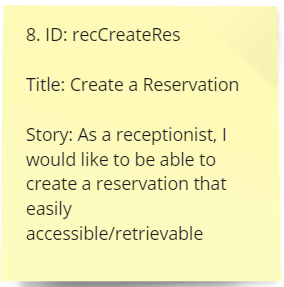 8. ID: recCreateRes
Title: Create a Reservation
Story: As a receptionist, I
would like to be able to
create a reservation that
easily
accessible/retrievable